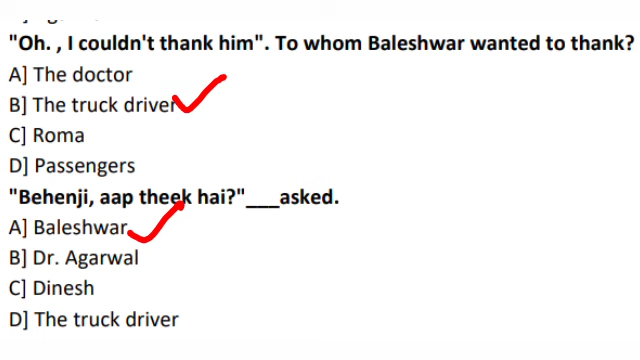 "Oh. , I couldn't thank him". To whom Baleshwar wanted to thank?
A] The doctor
B] The truck driver
C] Roma
D] Passengers
"Behenji, aap theek hai?"___asked.
A] Baleshwar
B] Dr. Agarwal
C] Dinesh
D] The truck driver